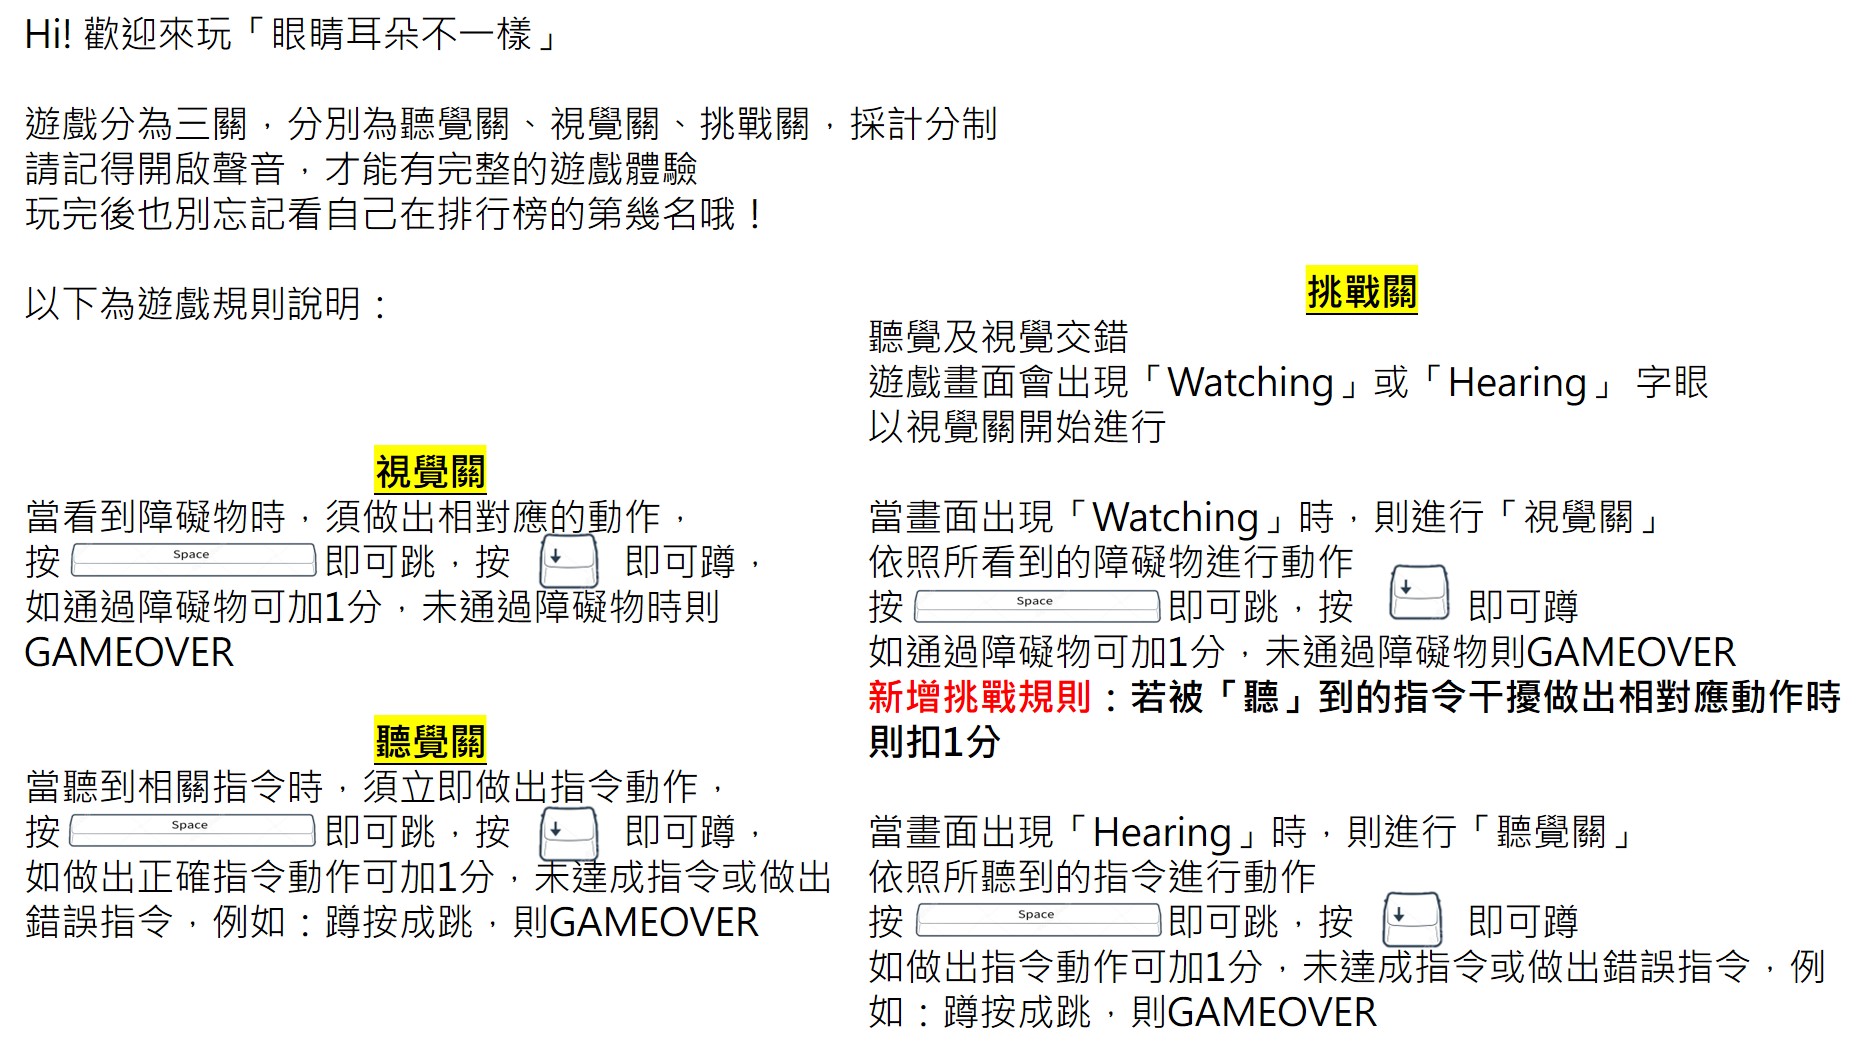 Hi! 歡迎來玩「眼睛耳朵不一樣」
遊戲分為三關，分別為聽覺關、視覺關、挑戰關，採計分制
請記得開啟聲音，才能有完整的遊戲體驗
玩完後也別忘記看自己在排行榜的第幾名哦！
以下為遊戲規則說明：
視覺關
當看到障礙物時，須做出相對應的動作，
按 Space 即可跳，按 ↓ 即可蹲，
如通過障礙物可加1分，未通過障礙物時則
GAMEOVER
聽覺關
當聽到相關指令時，須立即做出指令動作，
按 Space 即可跳，按 ↓ 即可蹲，
如做出正確指令動作可加1分，未達成指令或做出
錯誤指令，例如：蹲按成跳，則GAMEOVER
挑戰關
聽覺及視覺交錯
遊戲畫面會出現「Watching」或「Hearing」 字眼
以視覺關開始進行
當畫面出現「Watching」時，則進行「視覺關」
依照所看到的障礙物進行動作
按 Space 即可跳，按 ↓ 即可蹲
如通過障礙物可加1分，未通過障礙物則GAMEOVER
新增挑戰規則：若被「聽」到的指令干擾做出相對應動作時
則扣1分
當畫面出現「Hearing」時，則進行「聽覺關」
依照所聽到的指令進行動作
按 Space 即可跳，按 ↓ 即可蹲
如做出指令動作可加1分，未達成指令或做出錯誤指令，例
如：蹲按成跳，則GAMEOVER